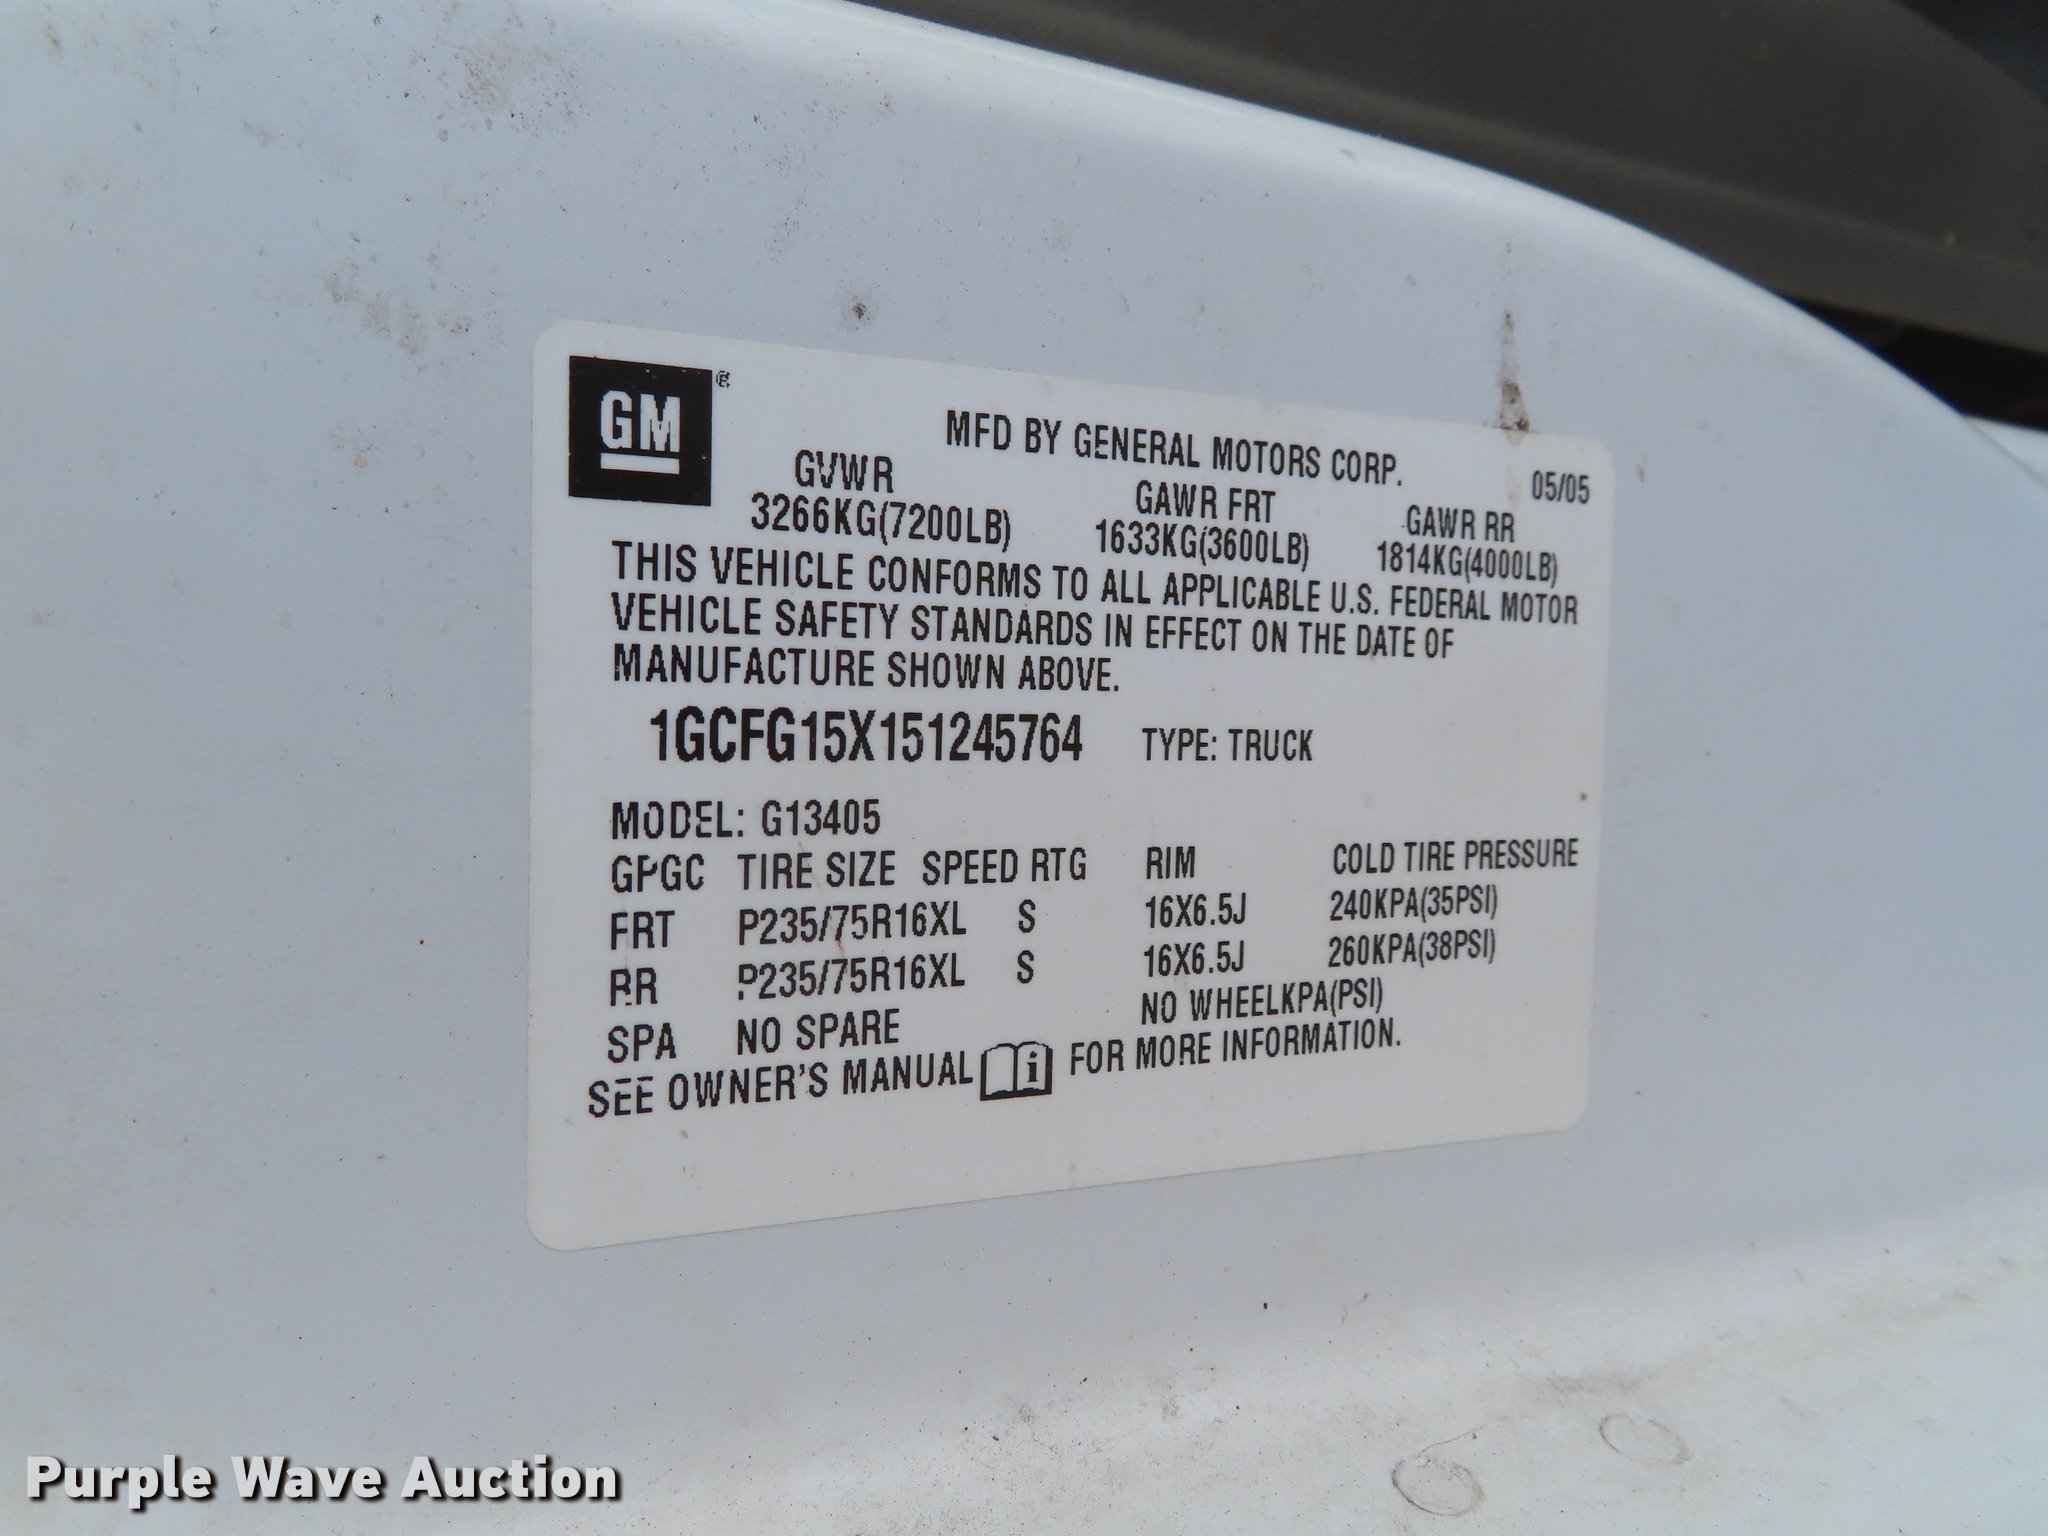 GM®
MFD BY GENERAL MOTORS CORP.
05/05
GVWR GAWR FRT GAWR RR
3266KG(7200LB) 1633KG(3600LB) 1814KG(4000LB)
THIS VEHICLE CONFORMS TO ALL APPLICABLE U.S. FEDERAL MOTOR
VEHICLE SAFETY STANDARDS IN EFFECT ON THE DATE OF
MANUFACTURE SHOWN ABOVE.
1GCFG15X151245764 TYPE: TRUCK
MODEL: G13405
GPGC TIRE SIZE SPEED RTG RIM COLD TIRE PRESSURE
FRT P235/75R16XL S 16X6.5J 240KPA(35PSI)
RR P235/75R16XL S 16X6.5J 260KPA(38PSI)
SPA NO SPARE NO WHEELKPA(PSI)
SEE OWNER'S MANUAL i FOR MORE INFORMATION.
Purple Wave Auction